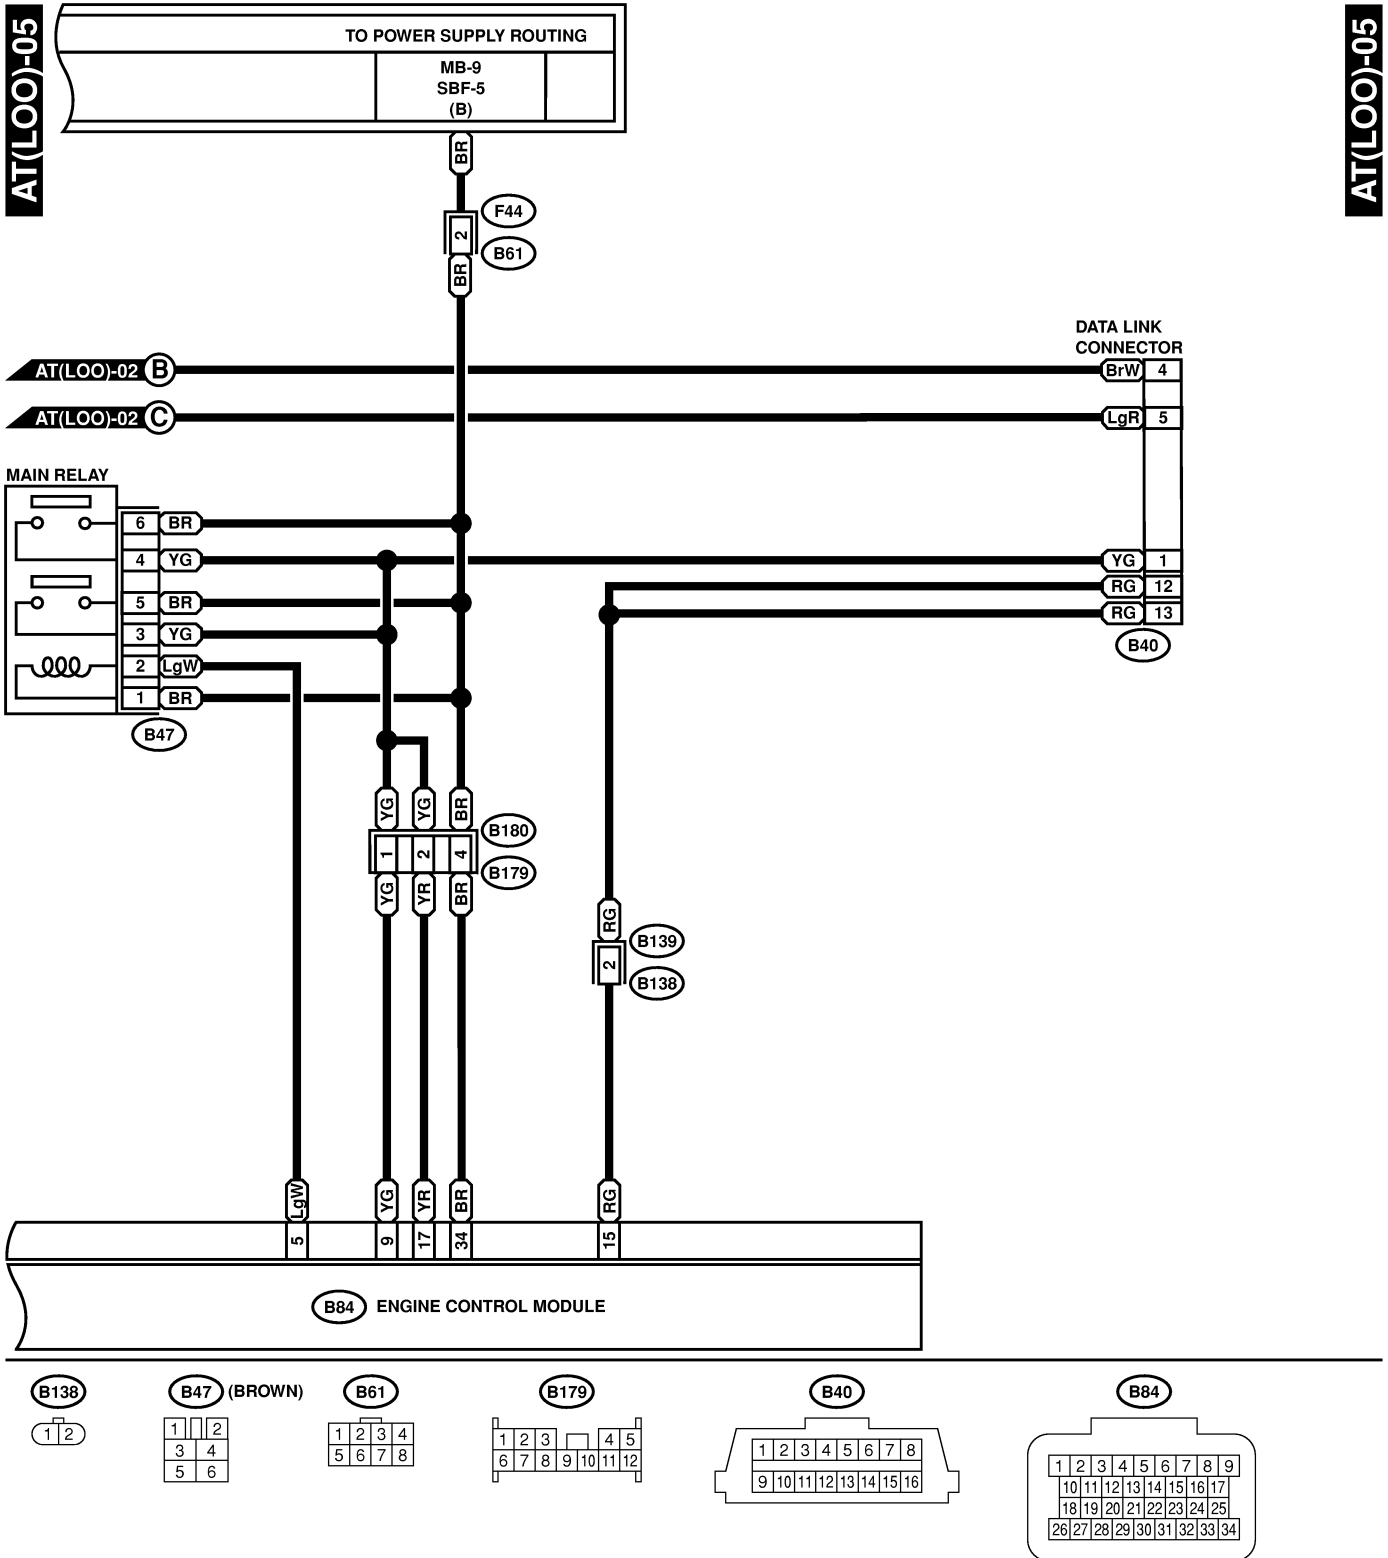 AT(LOO)-05
AT(LOO)-05
TO POWER SUPPLY ROUTING
MB-9
SBF-5
(B)
BR
2
F44
B61
BR
DATA LINK
CONNECTOR
AT(LOO)-02 B
BrW 4
AT(LOO)-02 C
LgR 5
MAIN RELAY
6 BR
4 YG
YG 1
RG 12
5 BR
RG 13
3 YG
B40
2 LgW
1 BR
B47
YG YG BR
B180
1 2 4
B179
YG YR BR
RG
B139
2
B138
LgW YG YR BR RG
5 9 17 34 15
B84 ENGINE CONTROL MODULE
B138
1 2
B47 (BROWN)
1 2
3 4
5 6
B61
1 2 3 4
5 6 7 8
B179
1 2 3 4 5
6 7 8 9 10 11 12
B40
1 2 3 4 5 6 7 8
9 10 11 12 13 14 15 16
B84
1 2 3 4 5 6 7 8 9
10 11 12 13 14 15 16 17
18 19 20 21 22 23 24 25
26 27 28 29 30 31 32 33 34